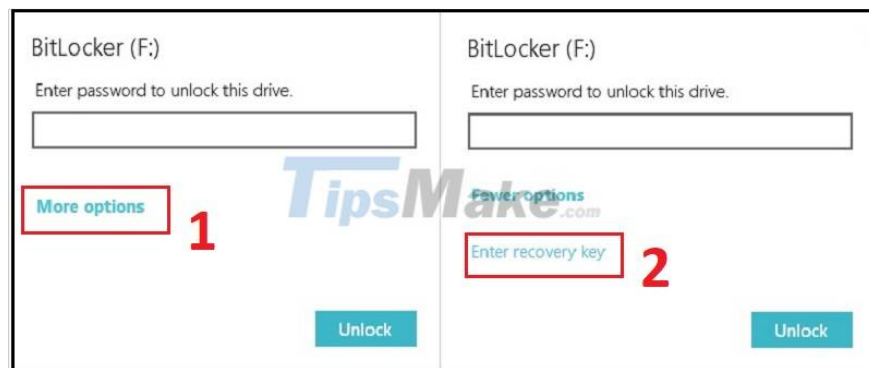 BitLocker (F:)
Enter password to unlock this drive.
More options
1
Unlock
BitLocker (F:)
Enter password to unlock this drive.
Fewer options
Enter recovery key
2
Unlock
TipsMake.com